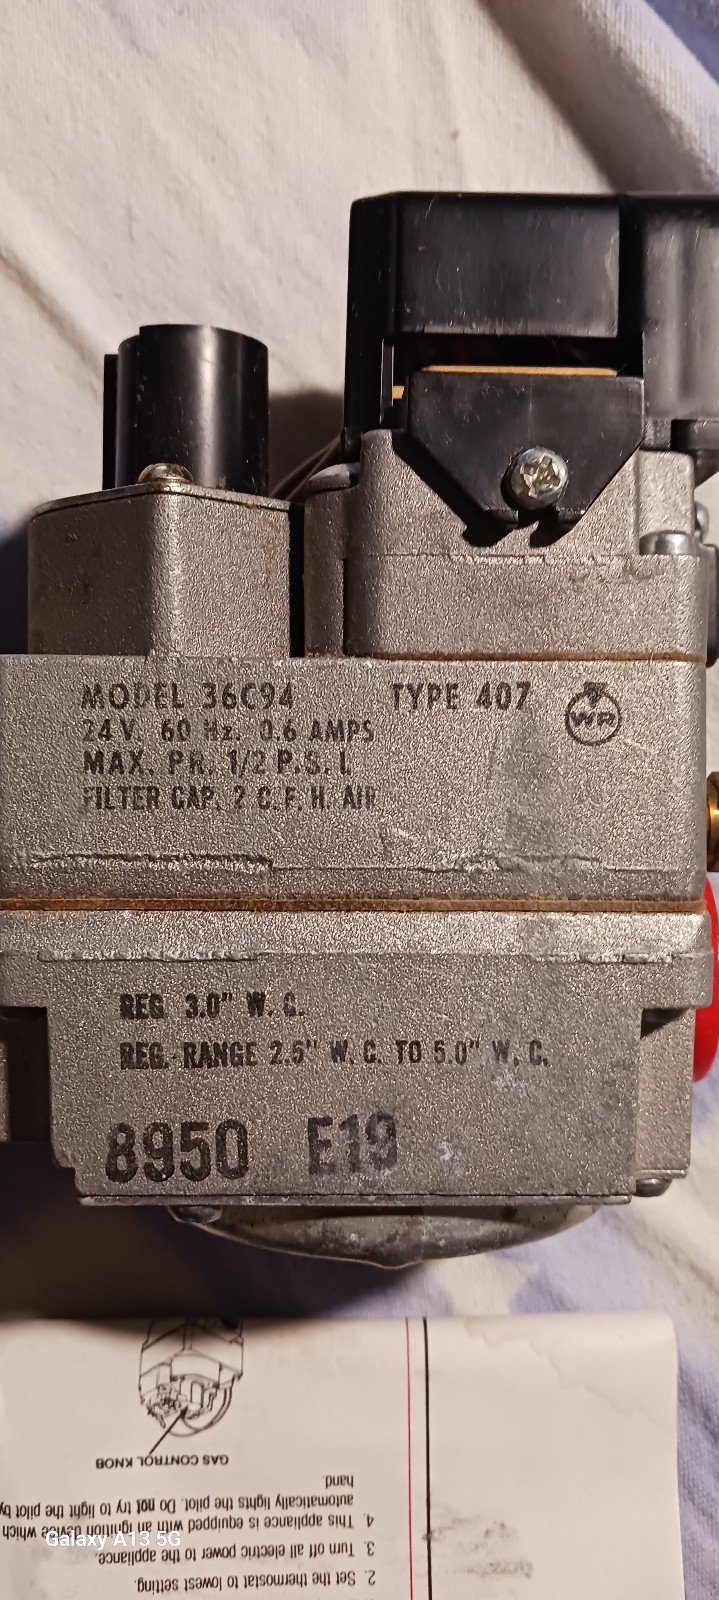 MODEL 36C94 TYPE 407
WR
24 V. 60 Hz. 0.6 AMPS
MAX. PR. 1/2 P.S.I.
FILTER CAP. 2 C.F.H. AIR
REG 3.0" W.C.
REG. RANGE 2.5" W.C. TO 5.0" W.C.
8950 E19
GAS CONTROL KNOB
2. Set the thermostat to lowest setting.
3. Turn off all electric power to the appliance.
4. This appliance is equipped with an ignition device which
automatically lights the pilot. Do not try to light the pilot by
hand.
Galaxy A13 5G